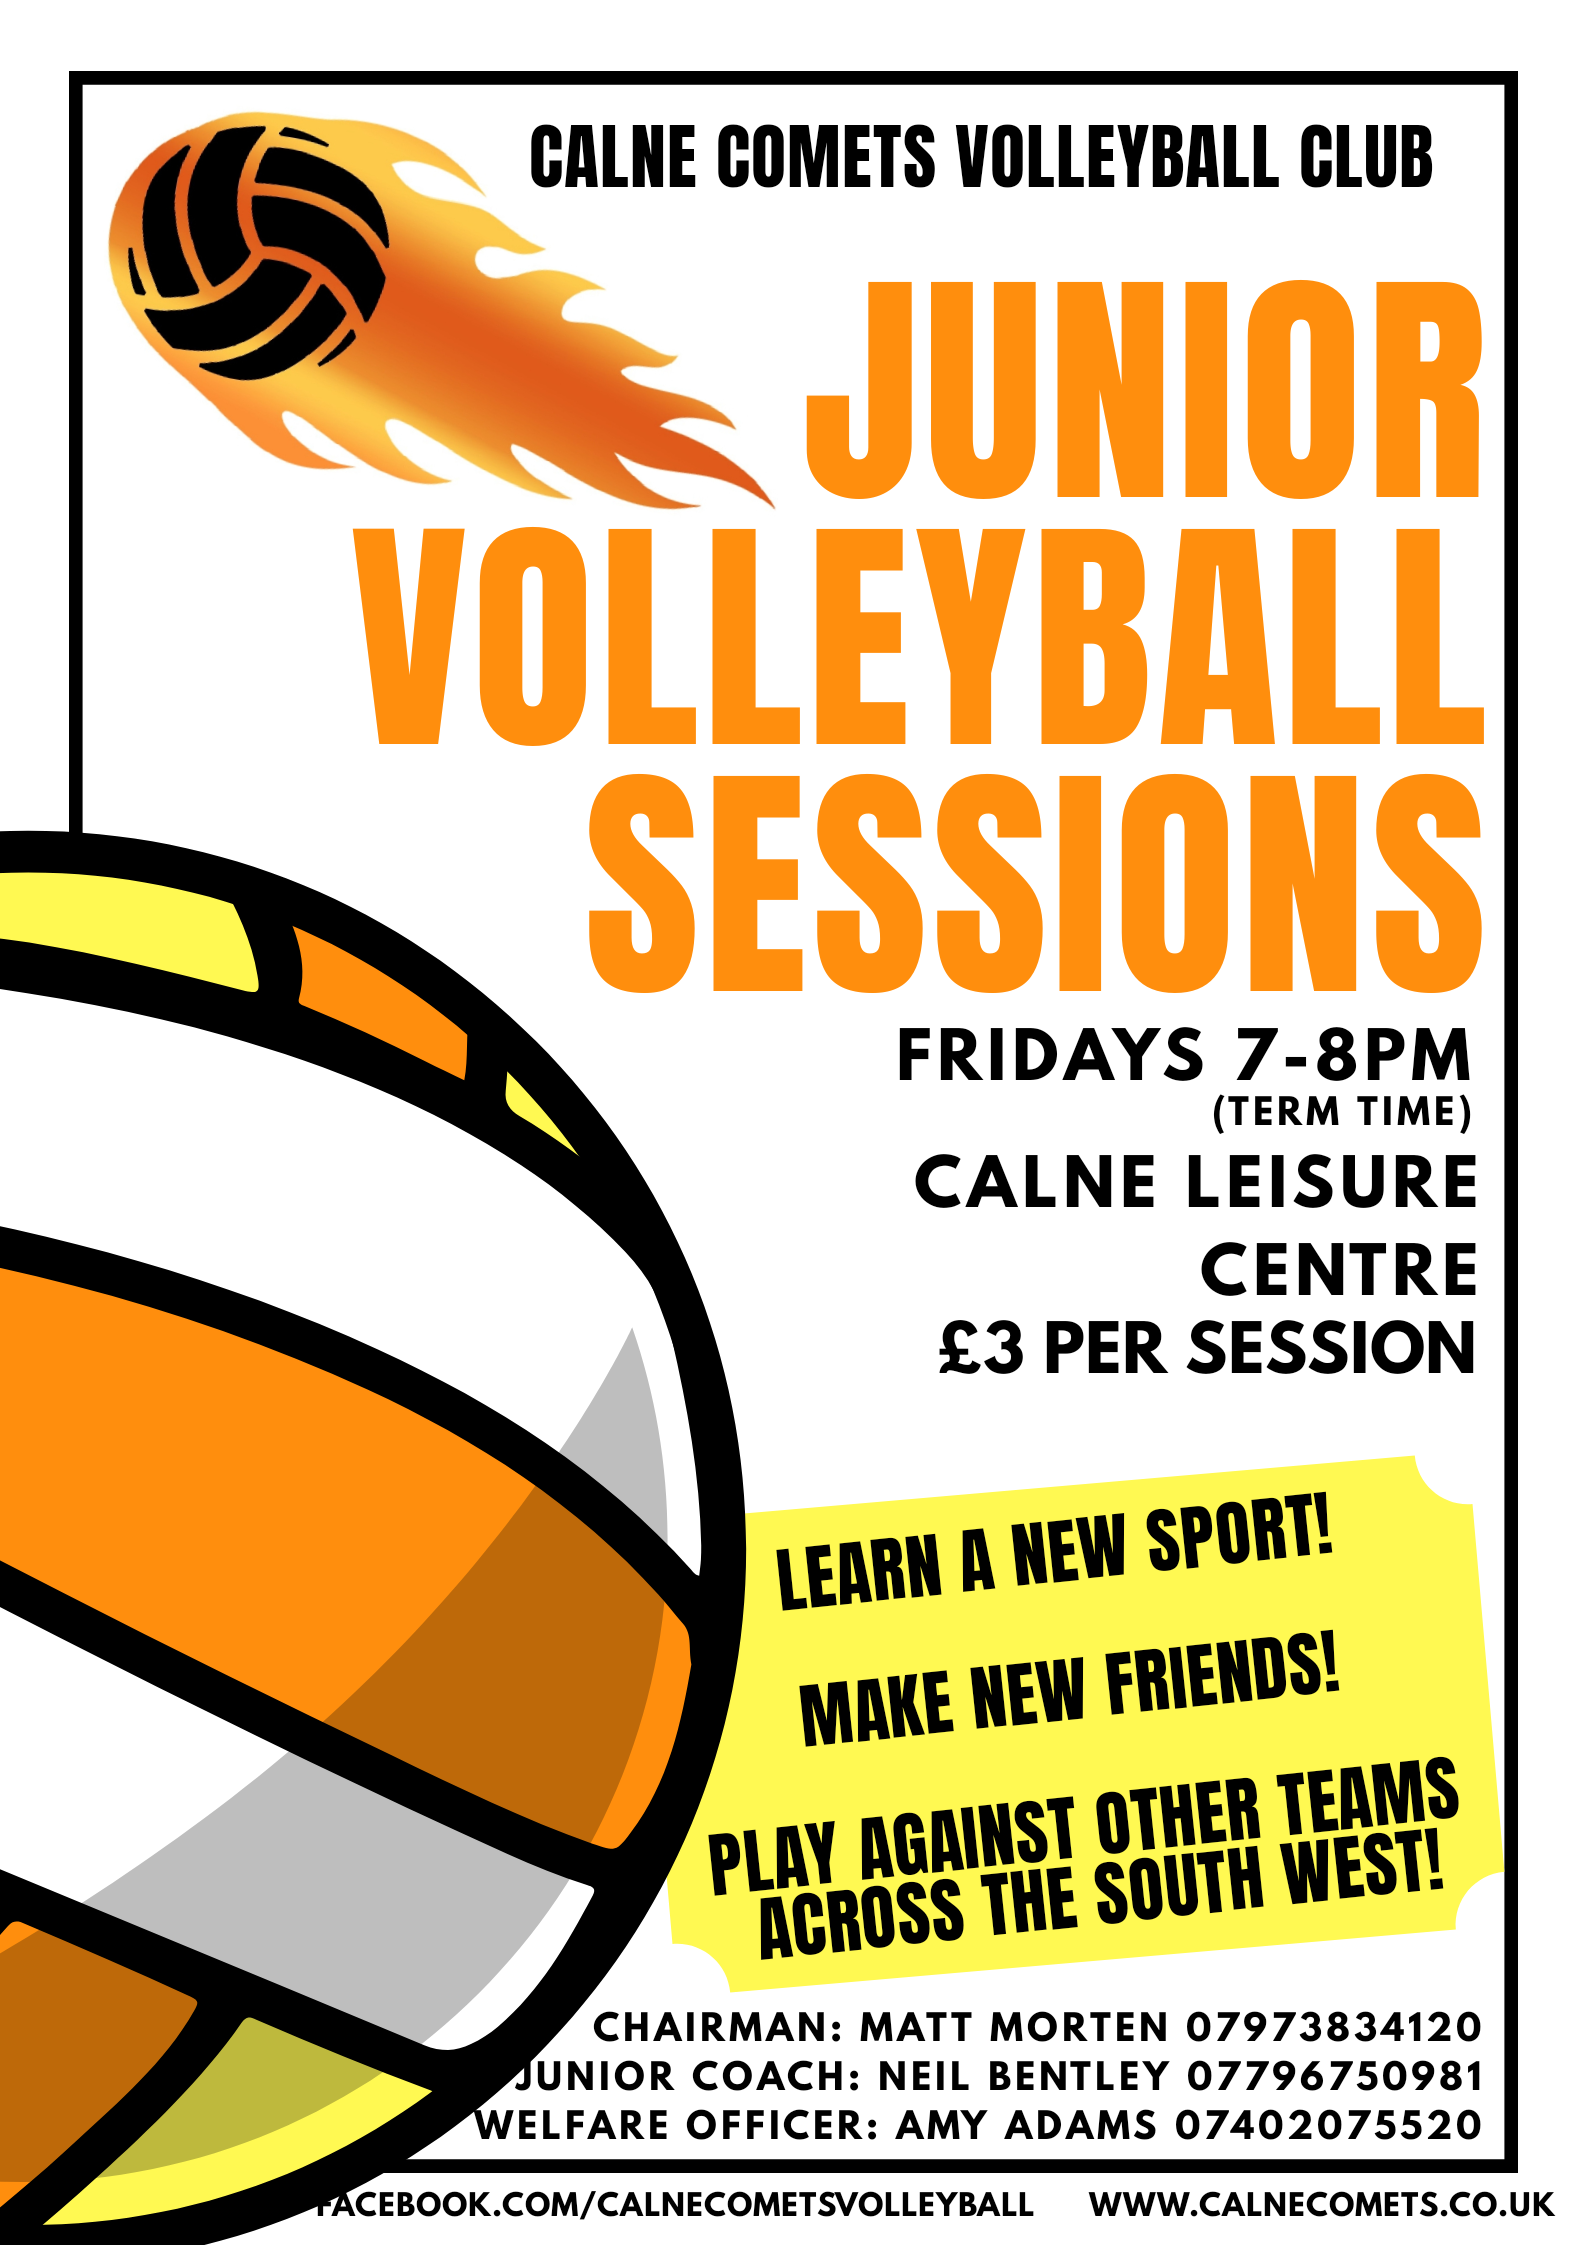 CALNE COMETS VOLLEYBALL CLUB
JUNIOR
VOLLEYBALL
SESSIONS
FRIDAYS 7-8PM
(TERM TIME)
CALNE LEISURE
CENTRE
£3 PER SESSION
LEARN A NEW SPORT!
MAKE NEW FRIENDS!
PLAY AGAINST OTHER TEAMS
ACROSS THE SOUTH WEST!
CHAIRMAN: MATT MORTEN 07973834120
JUNIOR COACH: NEIL BENTLEY 07796750981
WELFARE OFFICER: AMY ADAMS 07402075520
FACEBOOK.COM/CALNECOMETSVOLLEYBALL WWW.CALNECOMETS.CO.UK